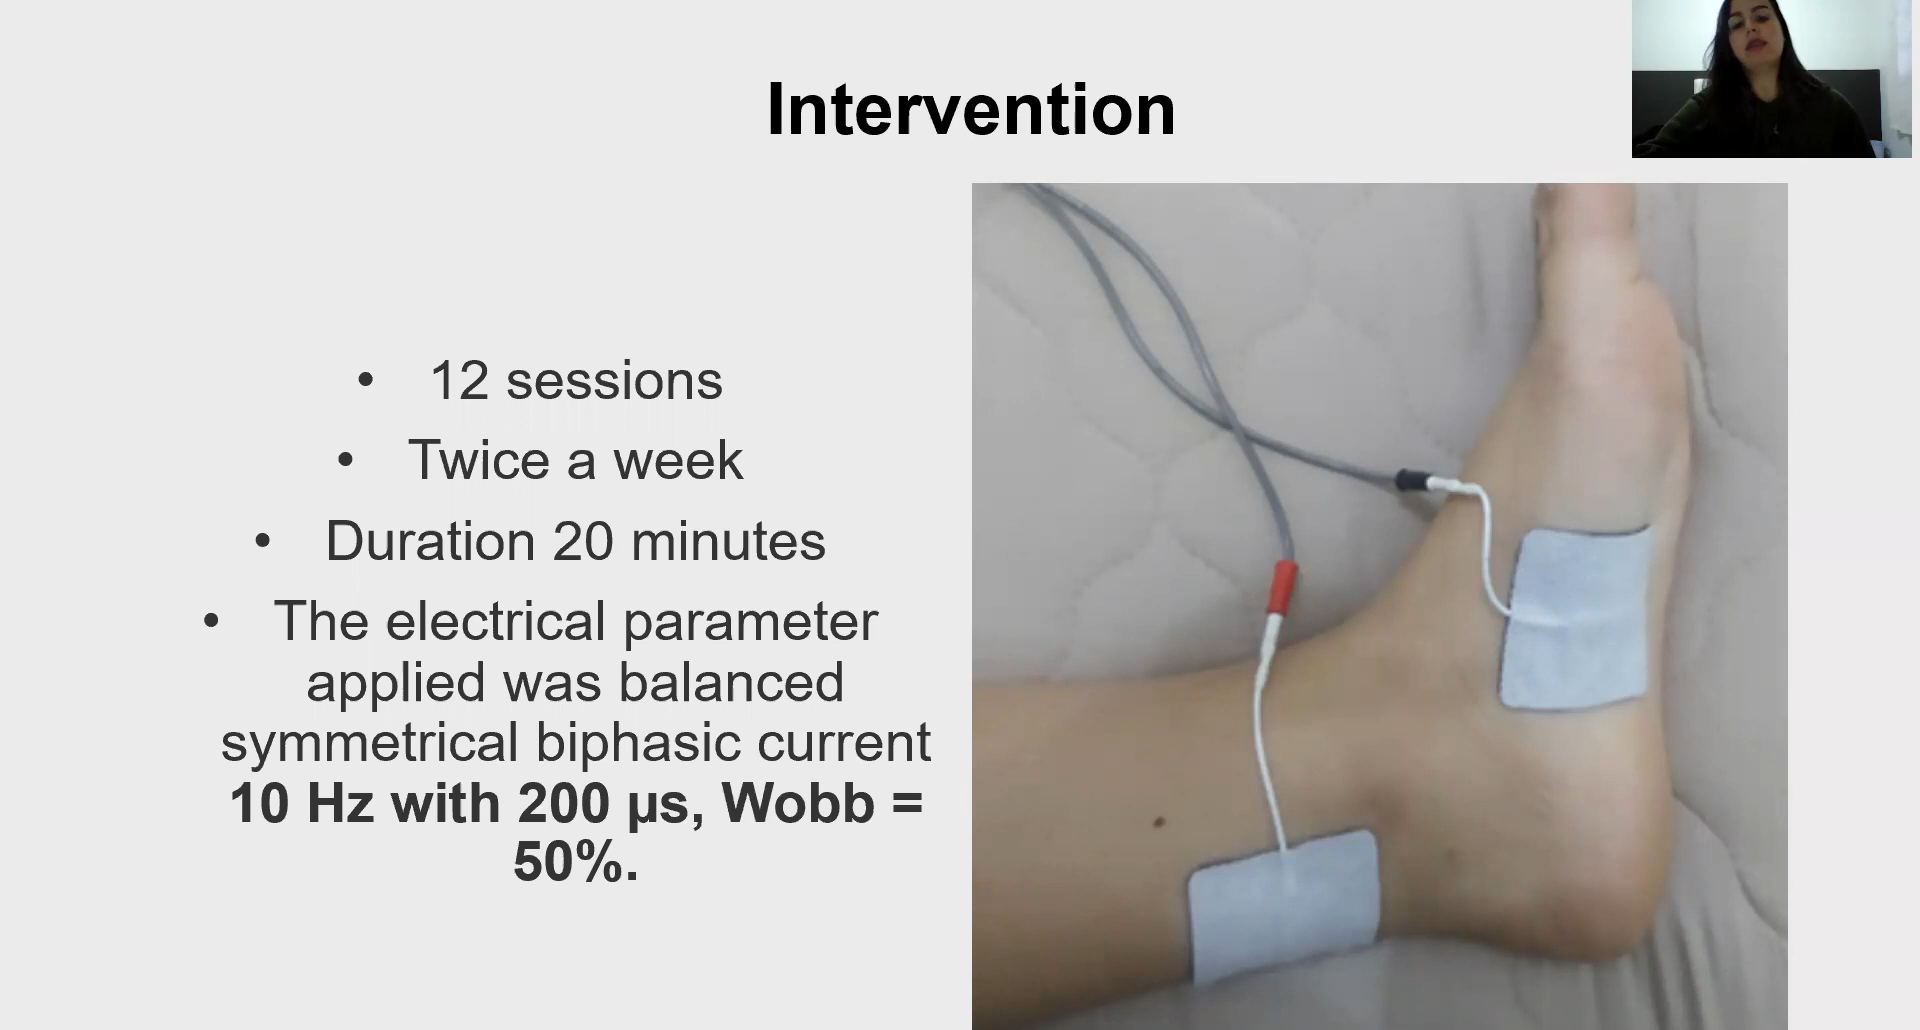 Intervention
• 12 sessions
• Twice a week
• Duration 20 minutes
• The electrical parameter
applied was balanced
symmetrical biphasic current
10 Hz with 200 µs, Wobb =
50%.